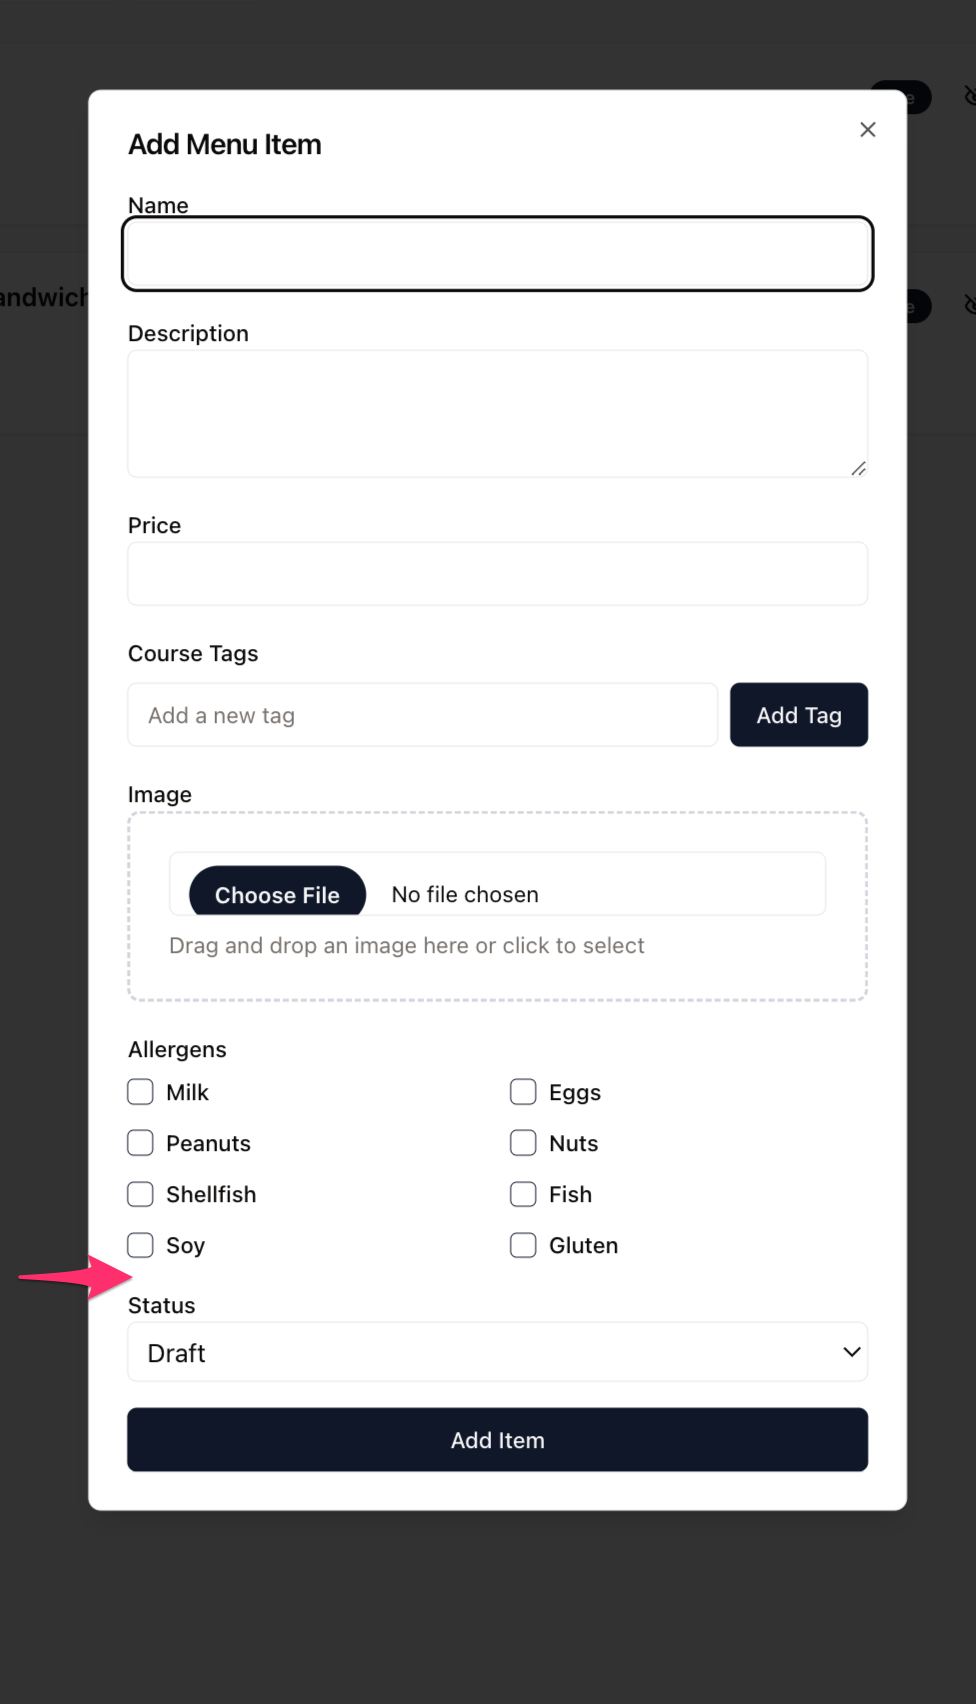 Add Menu Item
Name
andwich
Description
Price
Course Tags
Add a new tag
Add Tag
Image
Choose File
No file chosen
Drag and drop an image here or click to select
Allergens
Milk
Eggs
Peanuts
Nuts
Shellfish
Fish
Soy
Gluten
Status
Draft
Add Item